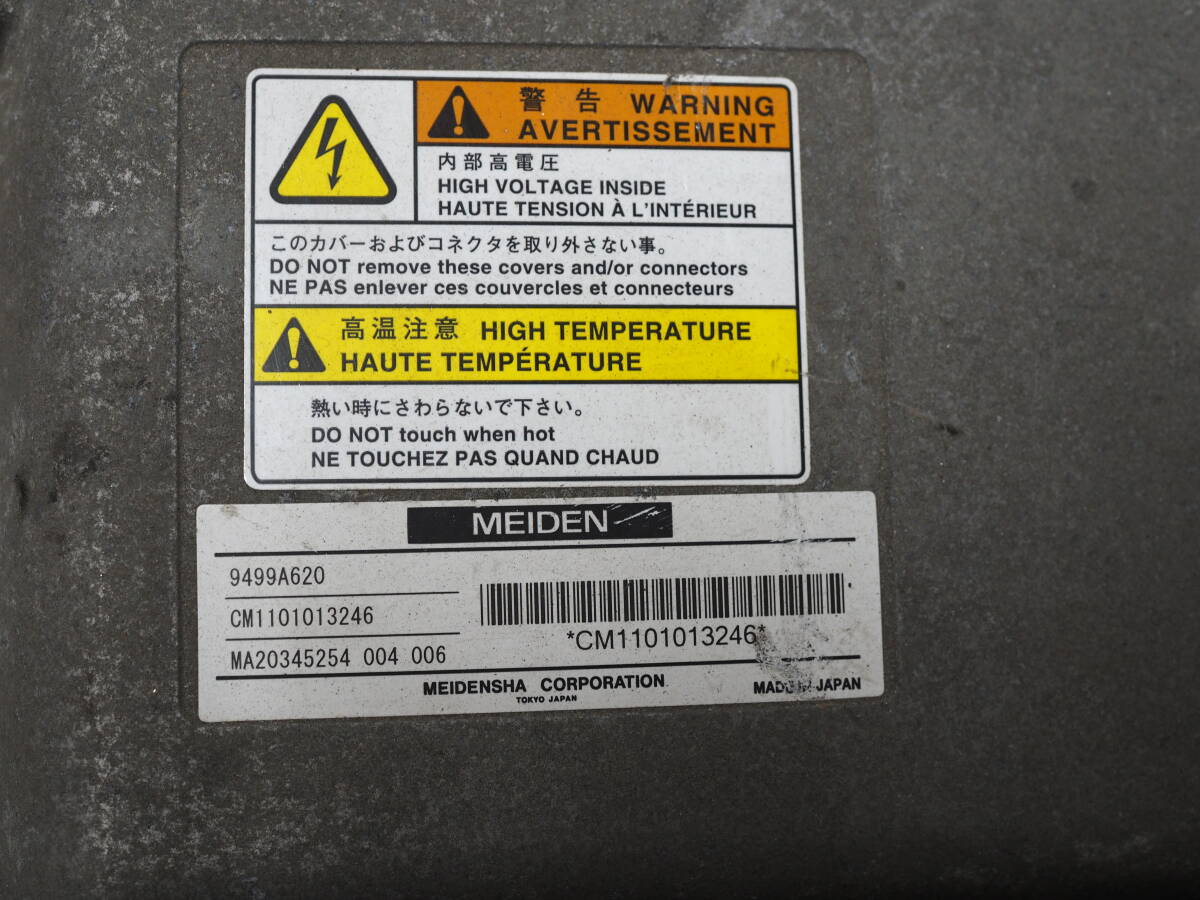 警告 WARNING
AVERTISSEMENT
内部高電圧
HIGH VOLTAGE INSIDE
HAUTE TENSION À L'INTÉRIEUR
このカバーおよびコネクタを取り外さない事。
DO NOT remove these covers and/or connectors
NE PAS enlever ces couvercles et connecteurs
高温注意 HIGH TEMPERATURE
HAUTE TEMPÉRATURE
熱い時にさわらないで下さい。
DO NOT touch when hot
NE TOUCHEZ PAS QUAND CHAUD
MEIDEN
9499A620
CM1101013246
*CM1101013246*
MA20345254 004 006
MEIDENSHA CORPORATION
TOKYO JAPAN
MADE IN JAPAN